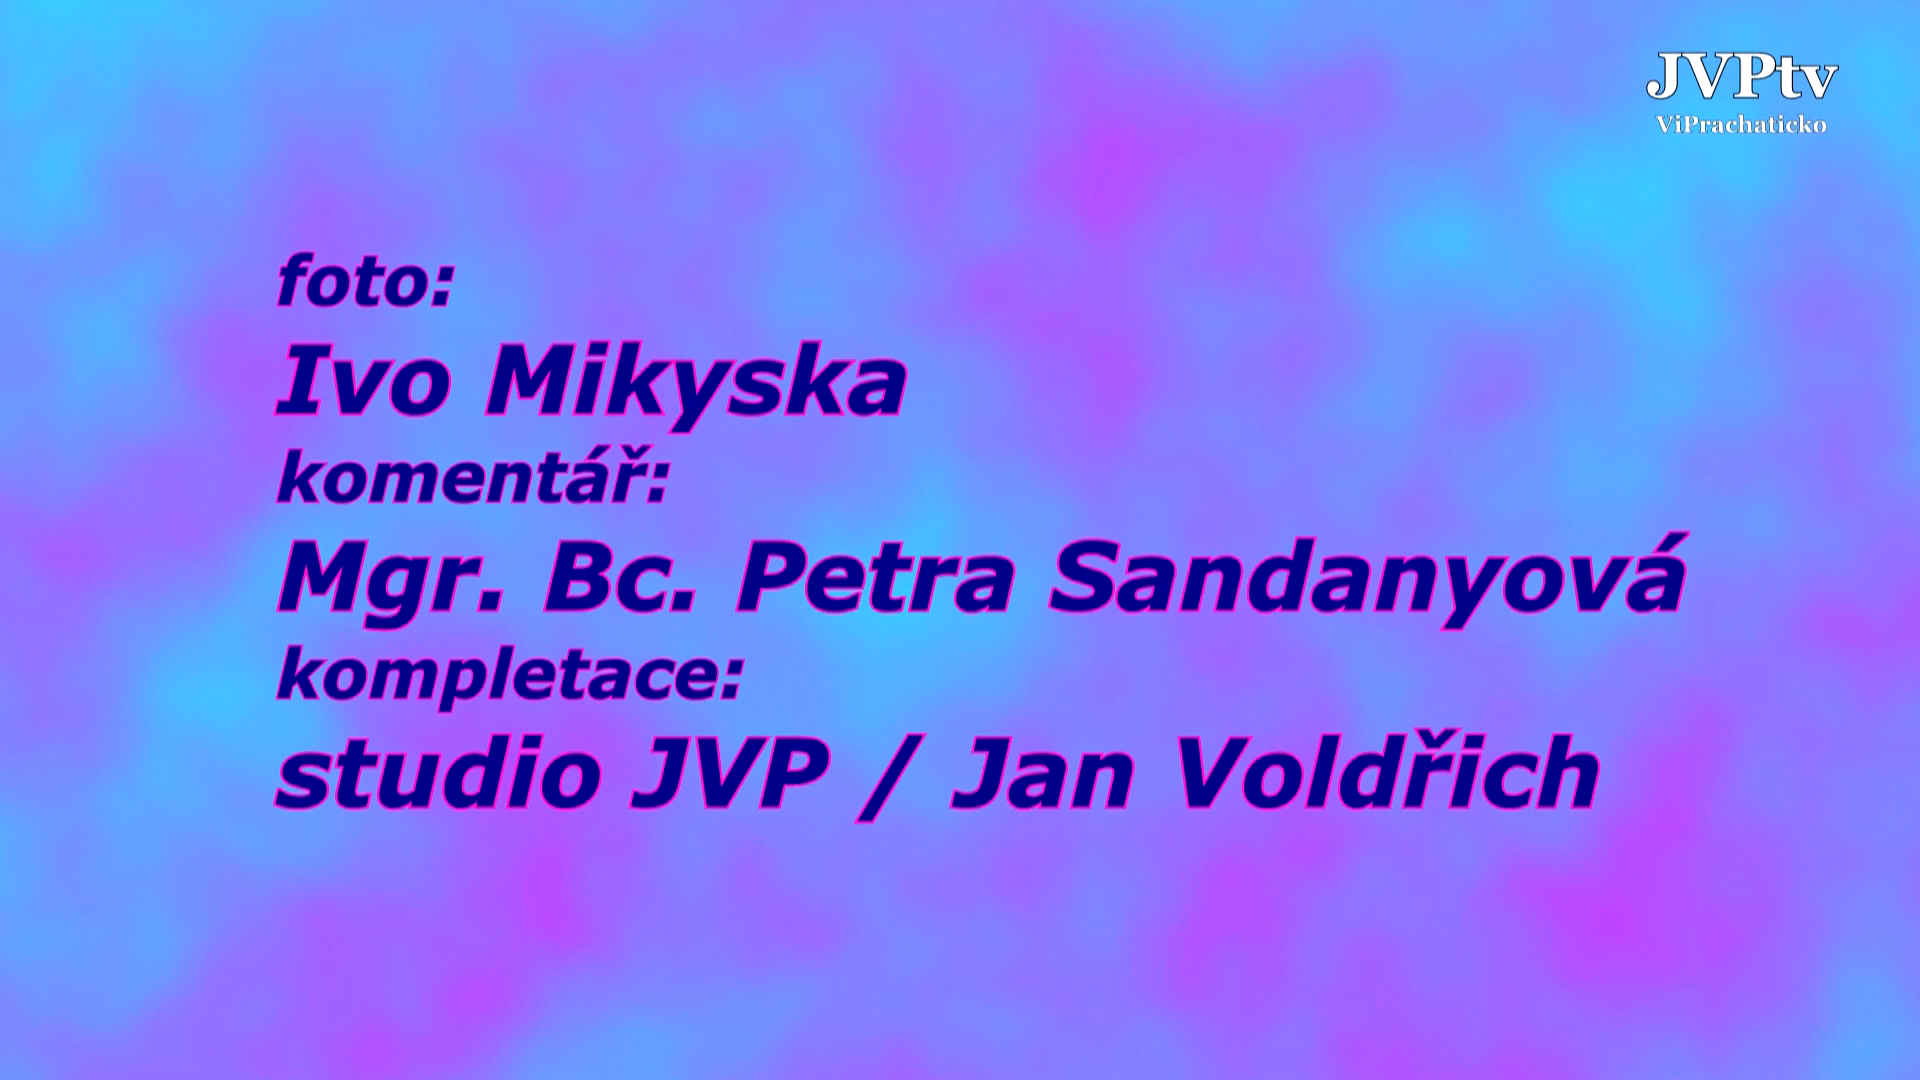 JVPtv
ViPrachaticko
foto:
Ivo Mikyska
komentář:
Mgr. Bc. Petra Sandanyová
kompletace:
studio JVP / Jan Voldřich